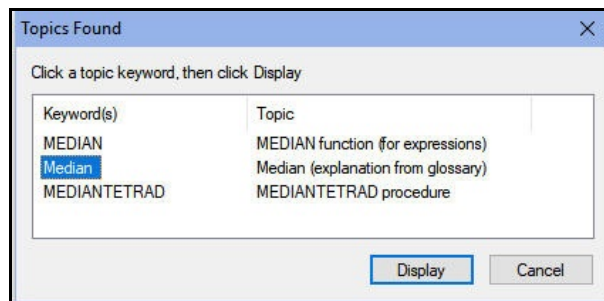 Topics Found
Click a topic keyword, then click Display
Keyword(s) Topic
MEDIAN MEDIAN function (for expressions)
Median Median (explanation from glossary)
MEDIANTETRAD MEDIANTETRAD procedure
Display Cancel